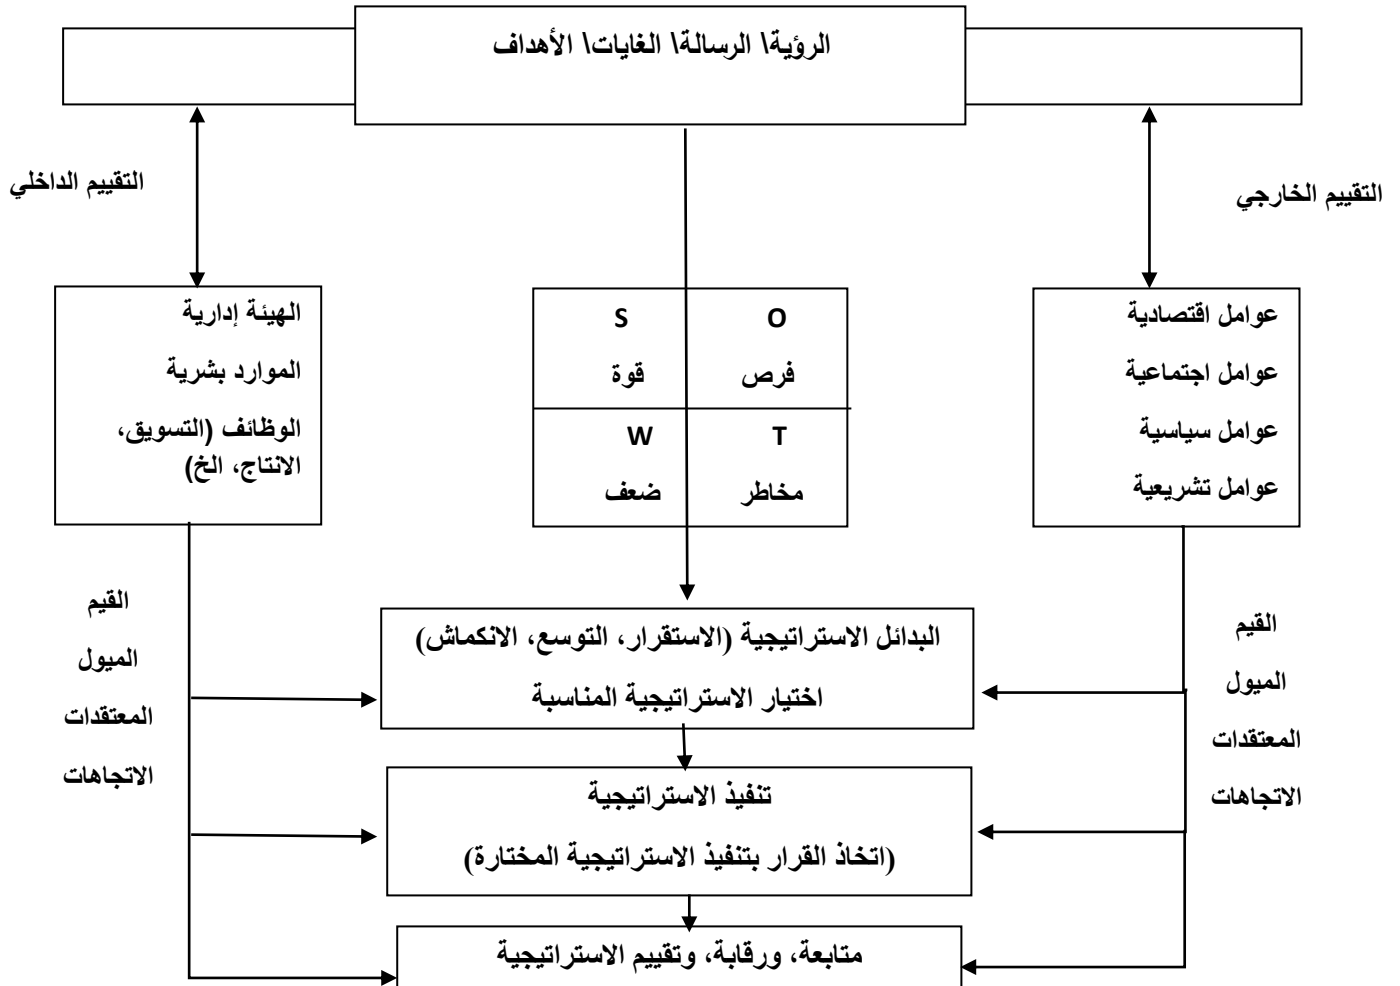 الرؤية\ الرسالة\ الغايات\ الأهداف
التقييم الخارجي
التقييم الداخلي
عوامل اقتصادية
عوامل اجتماعية
عوامل سياسية
عوامل تشريعية
O
S
فرص
قوة
T
W
مخاطر
ضعف
الهيئة إدارية
الموارد بشرية
الوظائف (التسويق،
الانتاج، الخ)
القيم
الميول
المعتقدات
الاتجاهات
البدائل الاستراتيجية (الاستقرار، التوسع، الانكماش)
اختيار الاستراتيجية المناسبة
تنفيذ الاستراتيجية
(اتخاذ القرار بتنفيذ الاستراتيجية المختارة)
متابعة، ورقابة، وتقييم الاستراتيجية
القيم
الميول
المعتقدات
الاتجاهات